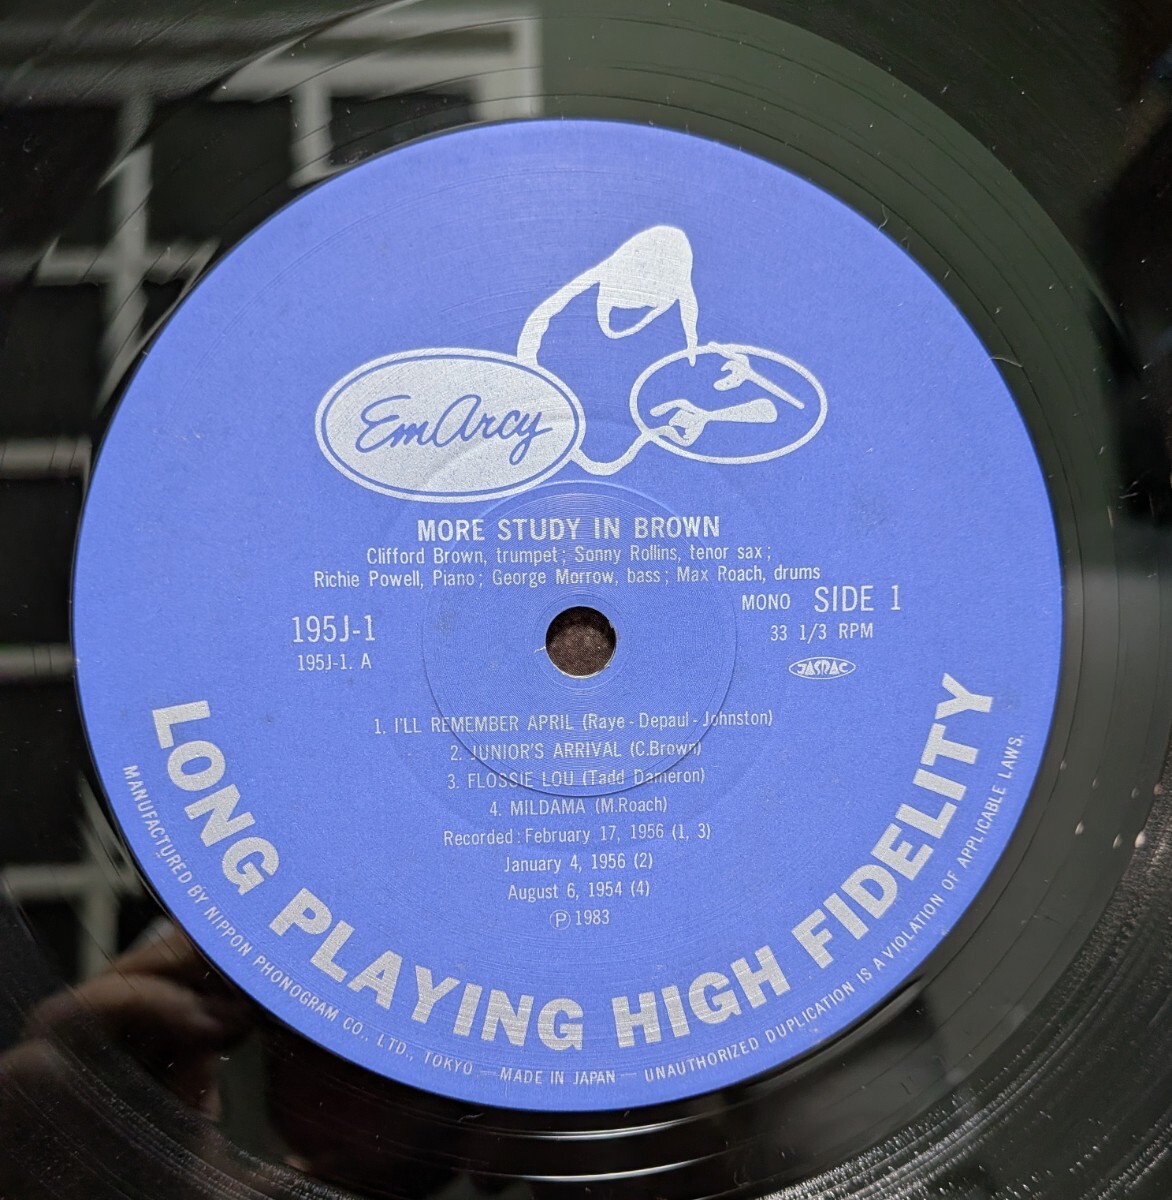 EmArcy
MORE STUDY IN BROWN
Clifford Brown, trumpet; Sonny Rollins, tenor sax;
Richie Powell, Piano; George Morrow, bass; Max Roach, drums
MONO SIDE 1
195J-1
33 1/3 RPM
195J-1. A
JASRAC
1. I'LL REMEMBER APRIL (Raye-Depaul-Johnston)
2. JUNIOR'S ARRIVAL (C.Brown)
3. FLOSSIE LOU (Tadd Dameron)
4. MILDAMA (M.Roach)
Recorded: February 17, 1956 (1, 3)
January 4, 1956 (2)
August 6, 1954 (4)
Ⓟ 1983
LONG PLAYING HIGH FIDELITY
MANUFACTURED BY NIPPON PHONOGRAM CO., LTD., TOKYO — MADE IN JAPAN — UNAUTHORIZED DUPLICATION IS A VIOLATION OF APPLICABLE LAWS.